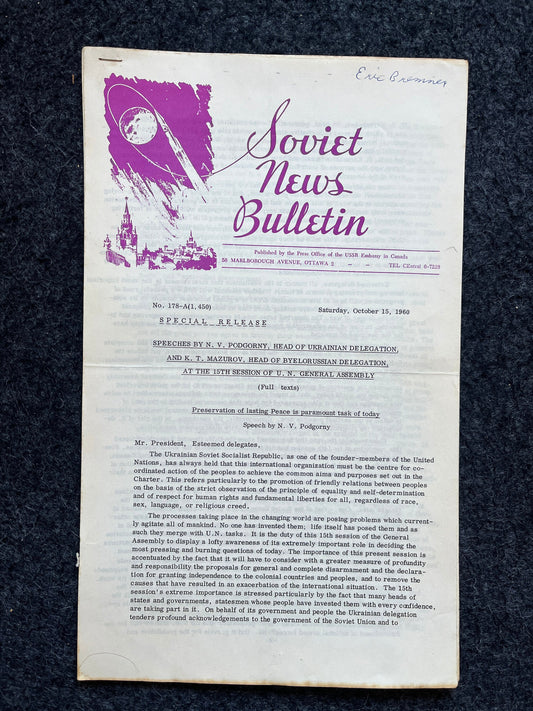 Eric Bremner
Soviet
News
Bulletin
Published by the Press Office of the USSR Embassy in Canada
56 MARLBOROUGH AVENUE, OTTAWA 2 - - - TEL CEntral 6-7228
No. 178-A(1,450) Saturday, October 15, 1960
SPECIAL RELEASE
SPEECHES BY N. V. PODGORNY, HEAD OF UKRAINIAN DELEGATION,
AND K. T. MAZUROV, HEAD OF BYELORUSSIAN DELEGATION,
AT THE 15TH SESSION OF U. N. GENERAL ASSEMBLY
(Full texts)
Preservation of lasting Peace is paramount task of today
Speech by N. V. Podgorny
Mr. President, Esteemed delegates,
The Ukrainian Soviet Socialist Republic, as one of the founder-members of the United
Nations, has always held that this international organization must be the centre for co-
ordinated action of the peoples to achieve the common aims and purposes set out in the
Charter. This refers particularly to the promotion of friendly relations between peoples
on the basis of the strict observation of the principle of equality and self-determination
and of respect for human rights and fundamental liberties for all, regardless of race,
sex, language, or religious creed.
The processes taking place in the changing world are posing problems which current-
ly agitate all of mankind. No one has invented them; life itself has posed them and as
such they merge with U.N. tasks. It is the duty of this 15th session of the General
Assembly to display a lofty awareness of its extremely important role in deciding the
most pressing and burning questions of today. The importance of this present session is
accentuated by the fact that it will have to consider with a greater measure of profundity
and responsibility the proposals for general and complete disarmament and the declara-
tion for granting independence to the colonial countries and peoples, and to remove the
causes that have resulted in an exacerbation of the international situation. The 15th
session's extreme importance is stressed particularly by the fact that many heads of
states and governments, statesmen whose peoples have invested them with every confidence,
are taking part in it. On behalf of its government and people the Ukrainian delegation
tenders profound acknowledgements to the government of the Soviet Union and to